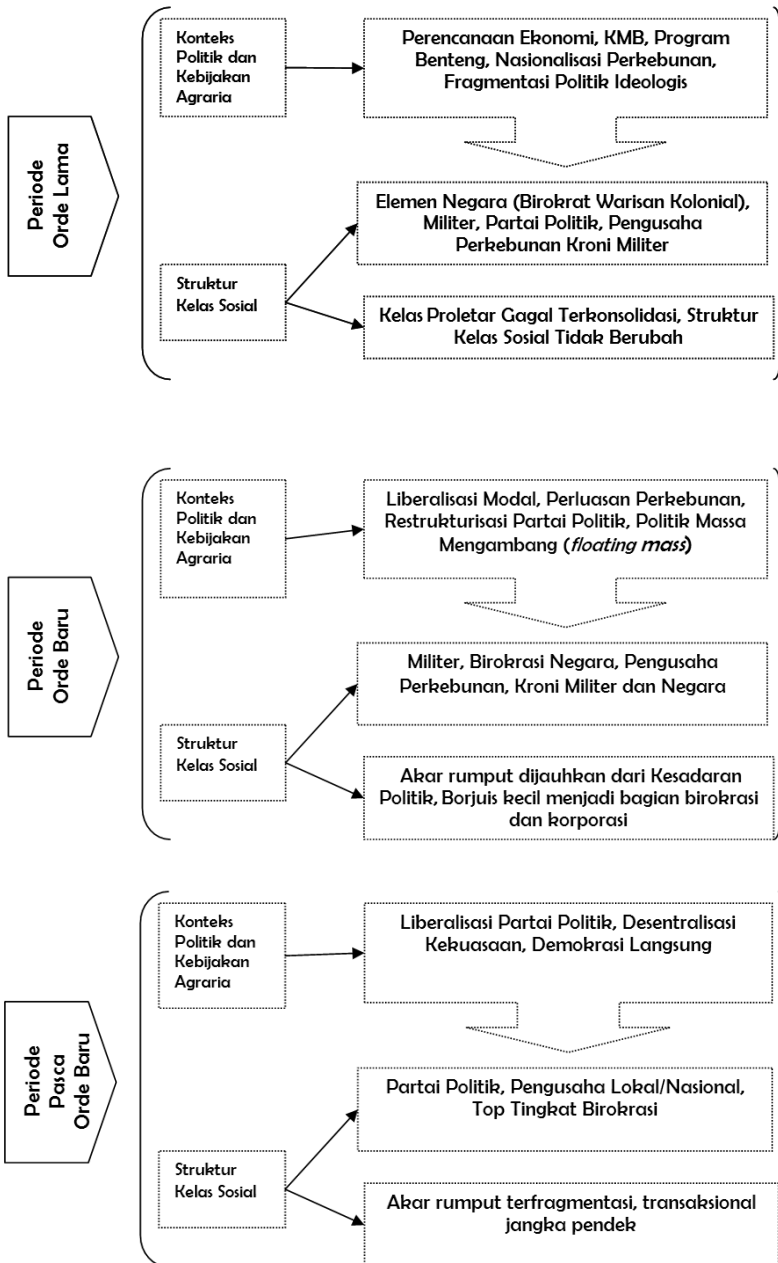 Periode
Orde Lama
Konteks
Politik dan
Kebijakan
Agraria
Perencanaan Ekonomi, KMB, Program
Benteng, Nasionalisasi Perkebunan,
Fragmentasi Politik Ideologis
Struktur
Kelas Sosial
Elemen Negara (Birokrat Warisan Kolonial),
Militer, Partai Politik, Pengusaha
Perkebunan Kroni Militer
Kelas Proletar Gagal Terkonsolidasi, Struktur
Kelas Sosial Tidak Berubah
Periode
Orde Baru
Konteks
Politik dan
Kebijakan
Agraria
Liberalisasi Modal, Perluasan Perkebunan,
Restrukturisasi Partai Politik, Politik Massa
Mengambang (floating mass)
Struktur
Kelas Sosial
Militer, Birokrasi Negara, Pengusaha
Perkebunan, Kroni Militer dan Negara
Akar rumput dijauhkan dari Kesadaran
Politik, Borjuis kecil menjadi bagian birokrasi
dan korporasi
Periode
Pasca
Orde Baru
Konteks
Politik dan
Kebijakan
Agraria
Liberalisasi Partai Politik, Desentralisasi
Kekuasaan, Demokrasi Langsung
Struktur
Kelas Sosial
Partai Politik, Pengusaha Lokal/Nasional,
Top Tingkat Birokrasi
Akar rumput terfragmentasi, transaksional
jangka pendek